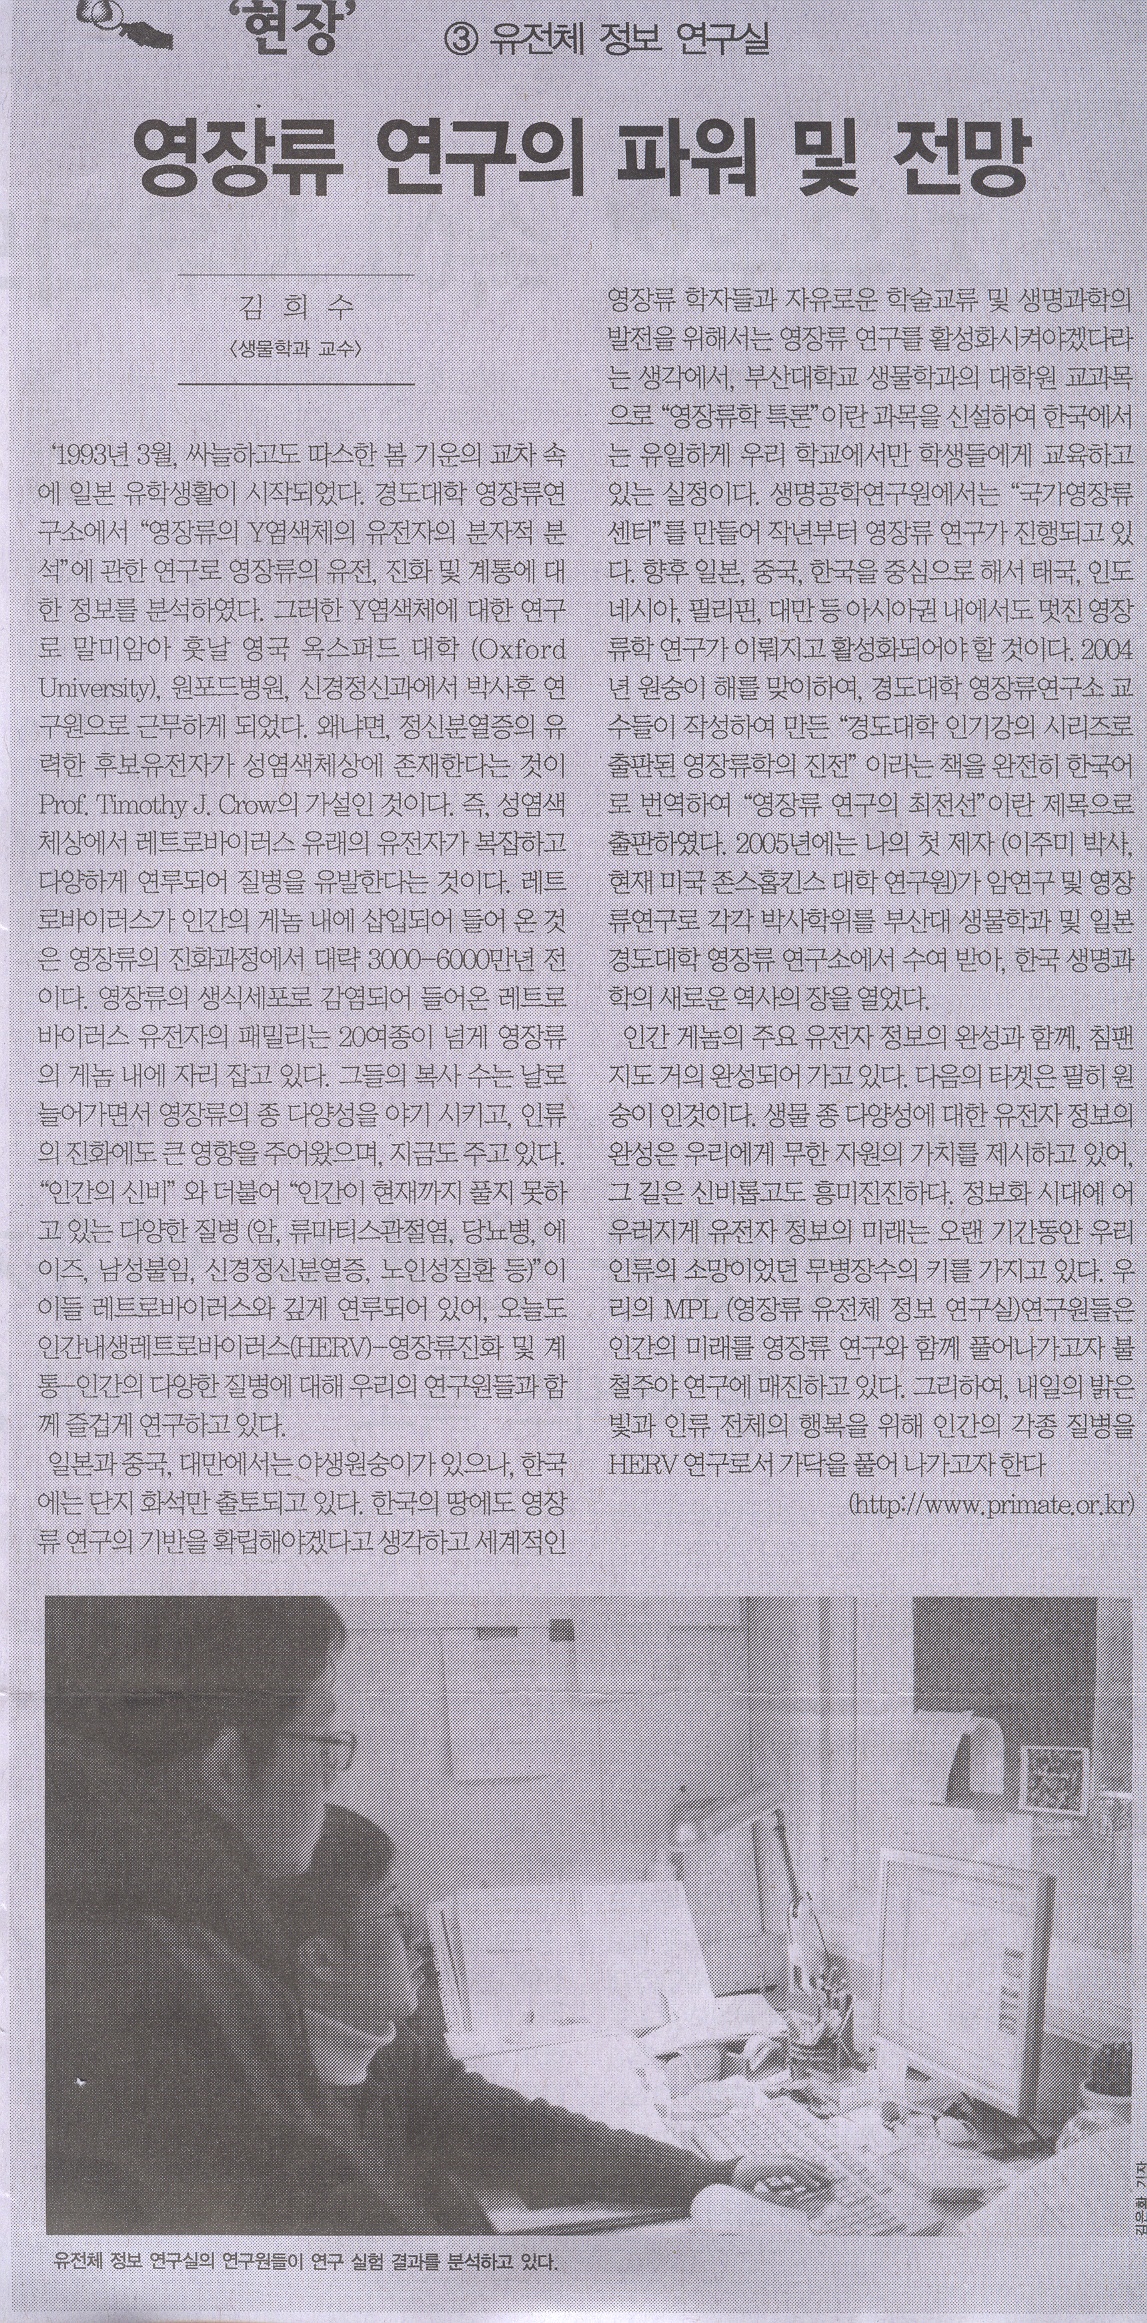 ‘현장’
③ 유전체 정보 연구실
영장류 연구의 파워 및 전망
김 희 수
<생물학과 교수>
‘1993년 3월, 싸늘하고도 따스한 봄 기운의 교차 속
에 일본 유학생활이 시작되었다. 경도대학 영장류연
구소에서 “영장류의 Y염색체의 유전자의 분자적 분
석”에 관한 연구로 영장류의 유전, 진화 및 계통에 대
한 정보를 분석하였다. 그러한 Y염색체에 대한 연구
로 말미암아 훗날 영국 옥스퍼드 대학 (Oxford
University), 원포드병원, 신경정신과에서 박사후 연
구원으로 근무하게 되었다. 왜냐면, 정신분열증의 유
력한 후보유전자가 성염색체상에 존재한다는 것이
Prof. Timothy J. Crow의 가설인 것이다. 즉, 성염색
체상에서 레트로바이러스 유래의 유전자가 복잡하고
다양하게 연루되어 질병을 유발한다는 것이다. 레트
로바이러스가 인간의 게놈 내에 삽입되어 들어 온 것
은 영장류의 진화과정에서 대략 3000-6000만년 전
이다. 영장류의 생식세포로 감염되어 들어온 레트로
바이러스 유전자의 패밀리는 20여종이 넘게 영장류
의 게놈 내에 자리 잡고 있다. 그들의 복사 수는 날로
늘어가면서 영장류의 종 다양성을 야기 시키고, 인류
의 진화에도 큰 영향을 주어왔으며, 지금도 주고 있다.
“인간의 신비” 와 더불어 “인간이 현재까지 풀지 못하
고 있는 다양한 질병 (암, 류마티스관절염, 당뇨병, 에
이즈, 남성불임, 신경정신분열증, 노인성질환 등)”이
이들 레트로바이러스와 깊게 연루되어 있어, 오늘도
인간내생레트로바이러스(HERV)-영장류진화 및 계
통-인간의 다양한 질병에 대해 우리의 연구원들과 함
께 즐겁게 연구하고 있다.
일본과 중국, 대만에서는 야생원숭이가 있으나, 한국
에는 단지 화석만 출토되고 있다. 한국의 땅에도 영장
류 연구의 기반을 확립해야겠다고 생각하고 세계적인
영장류 학자들과 자유로운 학술교류 및 생명과학의
발전을 위해서는 영장류 연구를 활성화시켜야겠다라
는 생각에서, 부산대학교 생물학과의 대학원 교과목
으로 “영장류학 특론”이란 과목을 신설하여 한국에서
는 유일하게 우리 학교에서만 학생들에게 교육하고
있는 실정이다. 생명공학연구원에서는 “국가영장류
센터”를 만들어 작년부터 영장류 연구가 진행되고 있
다. 향후 일본, 중국, 한국을 중심으로 해서 태국, 인도
네시아, 필리핀, 대만 등 아시아권 내에서도 멋진 영장
류학 연구가 이뤄지고 활성화되어야 할 것이다. 2004
년 원숭이 해를 맞이하여, 경도대학 영장류연구소 교
수들이 작성하여 만든 “경도대학 인기강의 시리즈로
출판된 영장류학의 진전” 이라는 책을 완전히 한국어
로 번역하여 “영장류 연구의 최전선”이란 제목으로
출판하였다. 2005년에는 나의 첫 제자 (이주미 박사,
현재 미국 존스홉킨스 대학 연구원)가 암연구 및 영장
류연구로 각각 박사학위를 부산대 생물학과 및 일본
경도대학 영장류 연구소에서 수여 받아, 한국 생명과
학의 새로운 역사의 장을 열었다.
인간 게놈의 주요 유전자 정보의 완성과 함께, 침팬
지도 거의 완성되어 가고 있다. 다음의 타겟은 필히 원
숭이 인것이다. 생물 종 다양성에 대한 유전자 정보의
완성은 우리에게 무한 자원의 가치를 제시하고 있어,
그 길은 신비롭고도 흥미진진하다. 정보화 시대에 어
우러지게 유전자 정보의 미래는 오랜 기간동안 우리
인류의 소망이었던 무병장수의 키를 가지고 있다. 우
리의 MPL (영장류 유전체 정보 연구실)연구원들은
인간의 미래를 영장류 연구와 함께 풀어나가고자 불
철주야 연구에 매진하고 있다. 그리하여, 내일의 밝은
빛과 인류 전체의 행복을 위해 인간의 각종 질병을
HERV 연구로서 가닥을 풀어 나가고자 한다
(http://www.primate.or.kr)
김은화 기자
유전체 정보 연구실의 연구원들이 연구 실험 결과를 분석하고 있다.